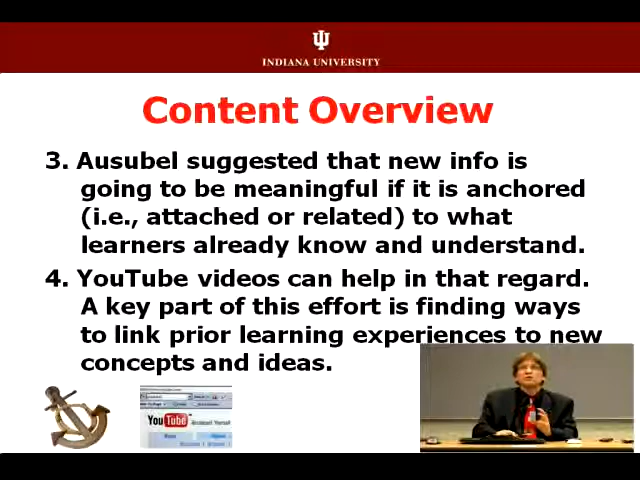 INDIANA UNIVERSITY
Content Overview
3. Ausubel suggested that new info is
going to be meaningful if it is anchored
(i.e., attached or related) to what
learners already know and understand.
4. YouTube videos can help in that regard.
A key part of this effort is finding ways
to link prior learning experiences to new
concepts and ideas.
YouTube